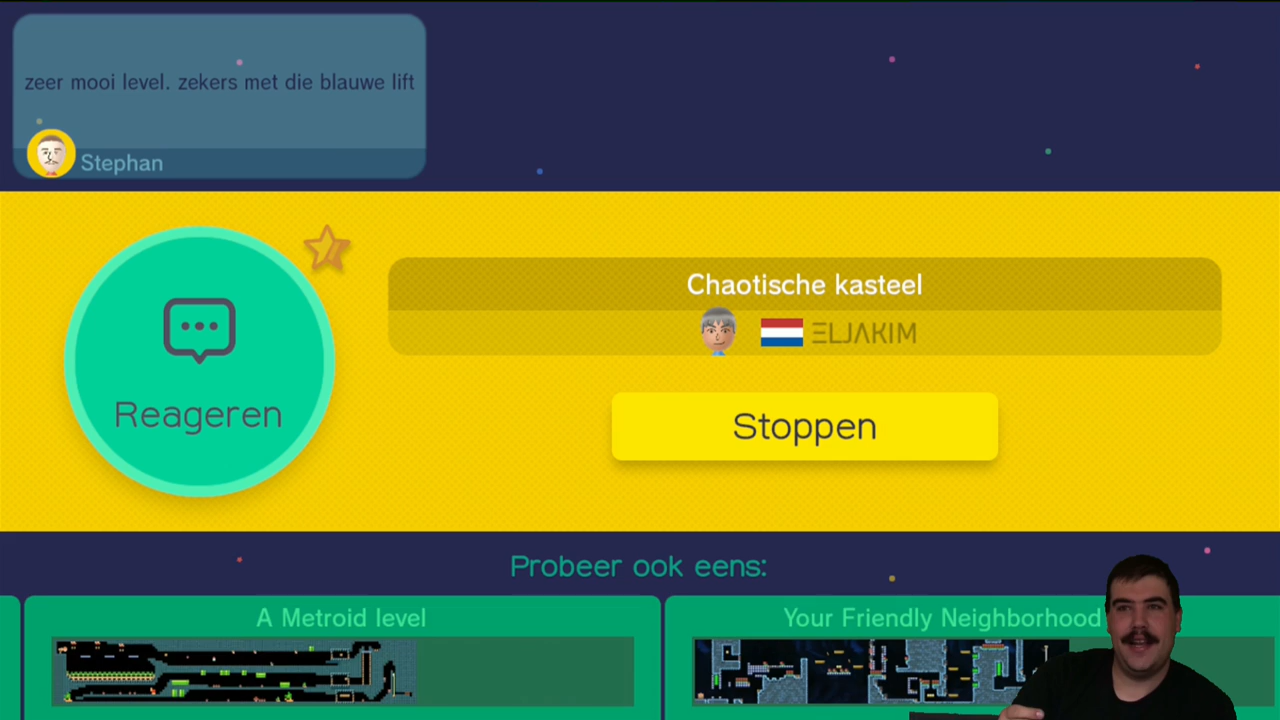 zeer mooi level. zekers met die blauwe lift
Stephan
Chaotische kasteel
ELJAKIM
Reageren
Stoppen
Probeer ook eens:
A Metroid level
Your Friendly Neighborhood